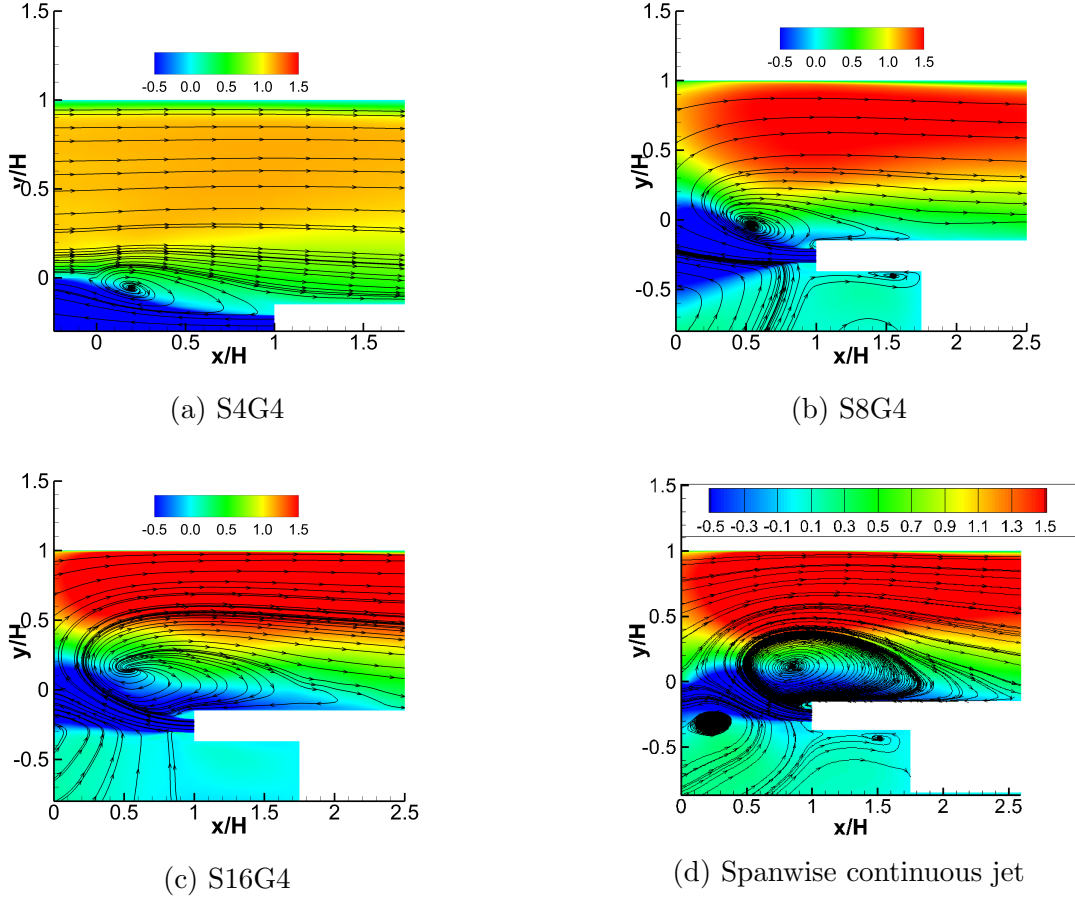 1.5
-0.5 0.0 0.5 1.0 1.5
1
y/H
0.5
0
0 0.5 1 1.5
x/H
(a) S4G4
1.5
-0.5 0.0 0.5 1.0 1.5
1
0.5
y/H
0
-0.5
0 0.5 1 1.5 2 2.5
x/H
(b) S8G4
1.5
-0.5 0.0 0.5 1.0 1.5
1
0.5
y/H
0
-0.5
0 0.5 1 1.5 2 2.5
x/H
(c) S16G4
1.5
-0.5 -0.3 -0.1 0.1 0.3 0.5 0.7 0.9 1.1 1.3 1.5
1
0.5
y/H
0
-0.5
0 0.5 1 1.5 2 2.5
x/H
(d) Spanwise continuous jet